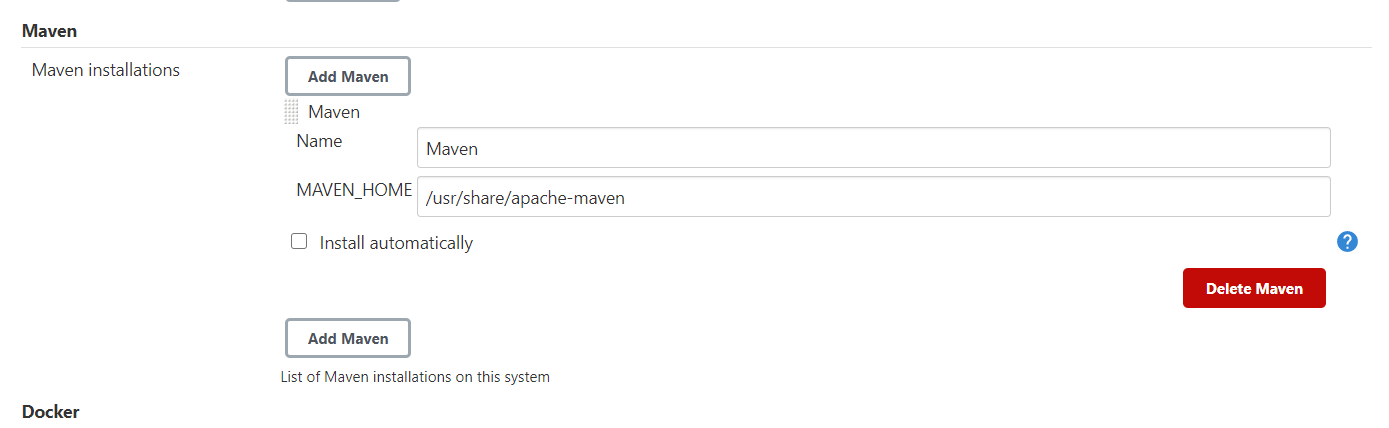 Maven
Maven installations
Add Maven
Maven
Name
Maven
MAVEN_HOME
/usr/share/apache-maven
Install automatically
?
Delete Maven
Add Maven
List of Maven installations on this system
Docker